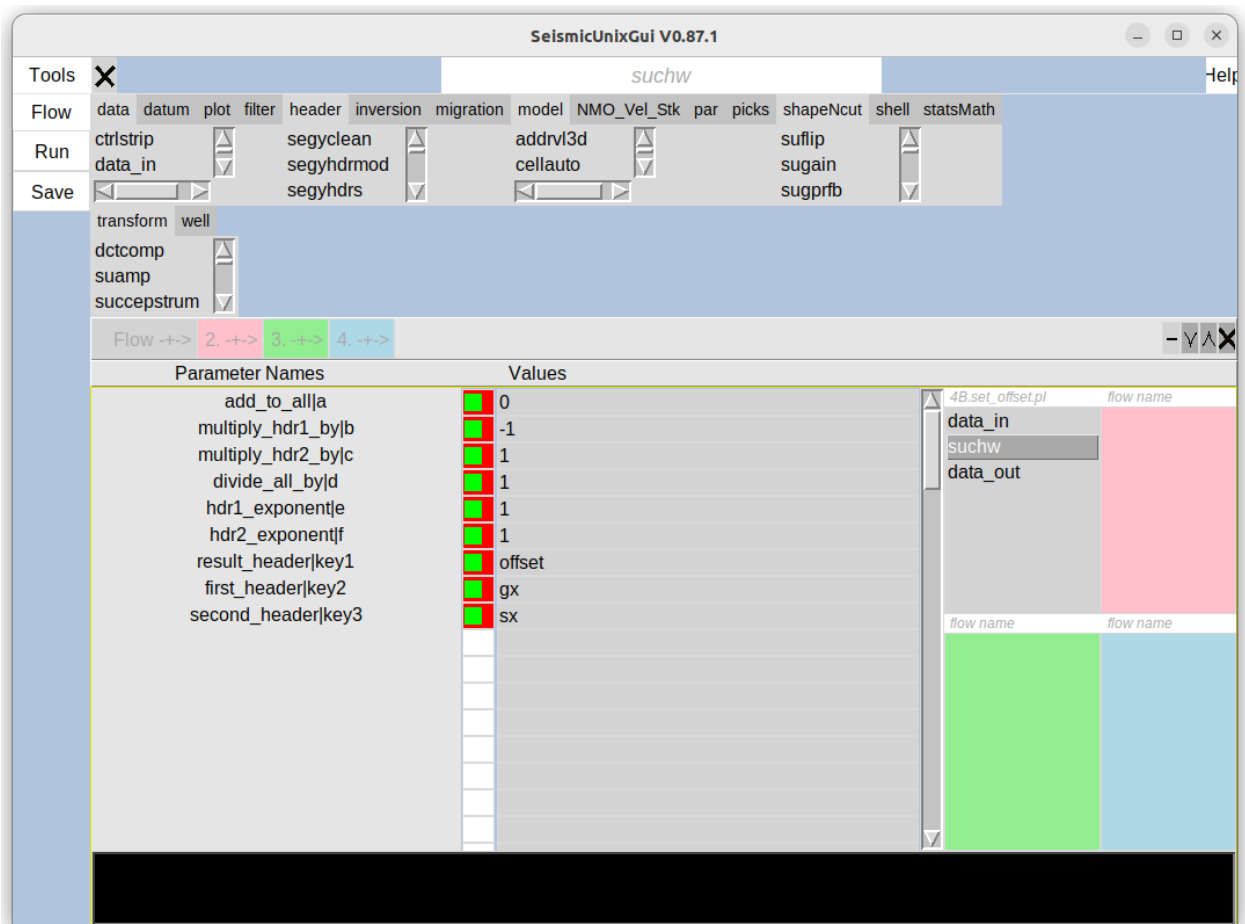 SeismicUnixGui V0.87.1
Tools suchw Help
Flow data datum plot filter header inversion migration model NMO_Vel_Stk par picks shapeNcut shell statsMath
Run
Save
ctrlstrip segyclean addrvl3d suflip
data_in segyhdrmod cellauto sugain
segyhdrs sugprfb
transform well
dctcomp
suamp
succepstrum
Flow -+-> 2. -+-> 3. -+-> 4. -+->
Parameter Names Values
add_to_all|a 0
multiply_hdr1_by|b -1
multiply_hdr2_by|c 1
divide_all_by|d 1
hdr1_exponent|e 1
hdr2_exponent|f 1
result_header|key1 offset
first_header|key2 gx
second_header|key3 sx
4B.set_offset.pl flow name
data_in
suchw
data_out
flow name flow name